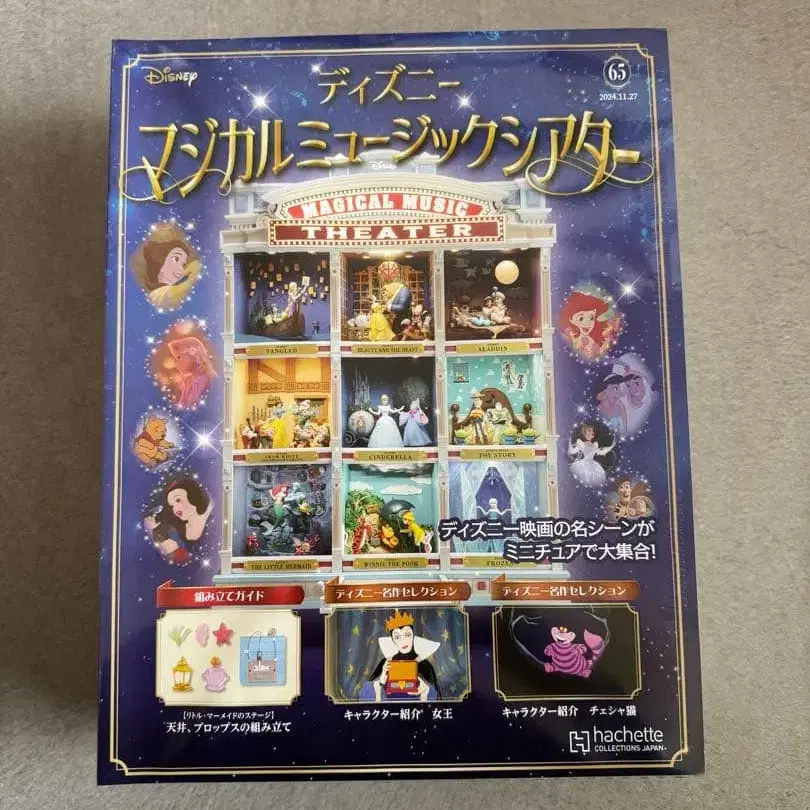 Disney
ディズニー
65
2024.11.27
マジカルミュージックシアター
Disney
MAGICAL MUSIC
THEATER
TANGLED
BEAUTY AND THE BEAST
ALADDIN
SNOW WHITE
CINDERELLA
TOY STORY
THE LITTLE MERMAID
WINNIE THE POOH
FROZEN
ディズニー映画の名シーンが
ミニチュアで大集合!
組み立てガイド
ディズニー名作セレクション
ディズニー名作セレクション
【リトル・マーメイドのステージ】
天井、プロップスの組み立て
キャラクター紹介 女王
キャラクター紹介 チェシャ猫
hachette
COLLECTIONS JAPAN